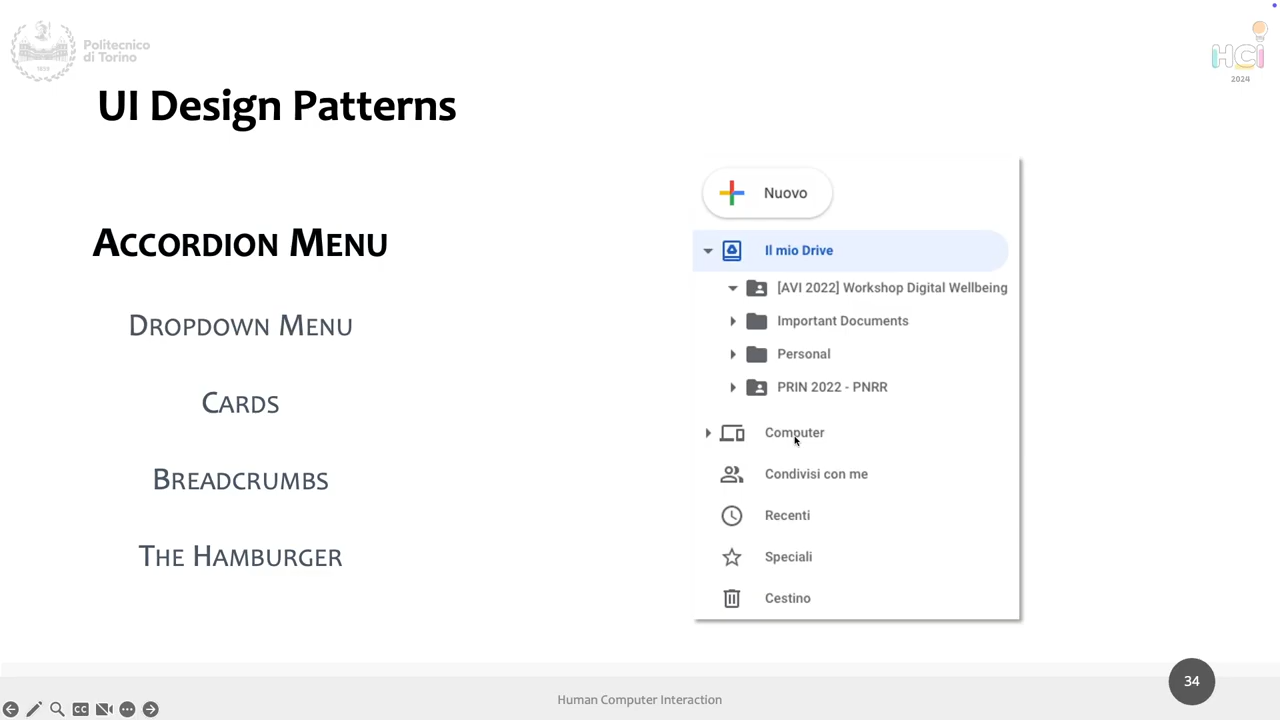 Politecnico
di Torino
1859
HCI
2024
UI Design Patterns
ACCORDION MENU
DROPDOWN MENU
CARDS
BREADCRUMBS
THE HAMBURGER
Nuovo
Il mio Drive
[AVI 2022] Workshop Digital Wellbeing
Important Documents
Personal
PRIN 2022 - PNRR
Computer
Condivisi con me
Recenti
Speciali
Cestino
Human Computer Interaction
34
CC